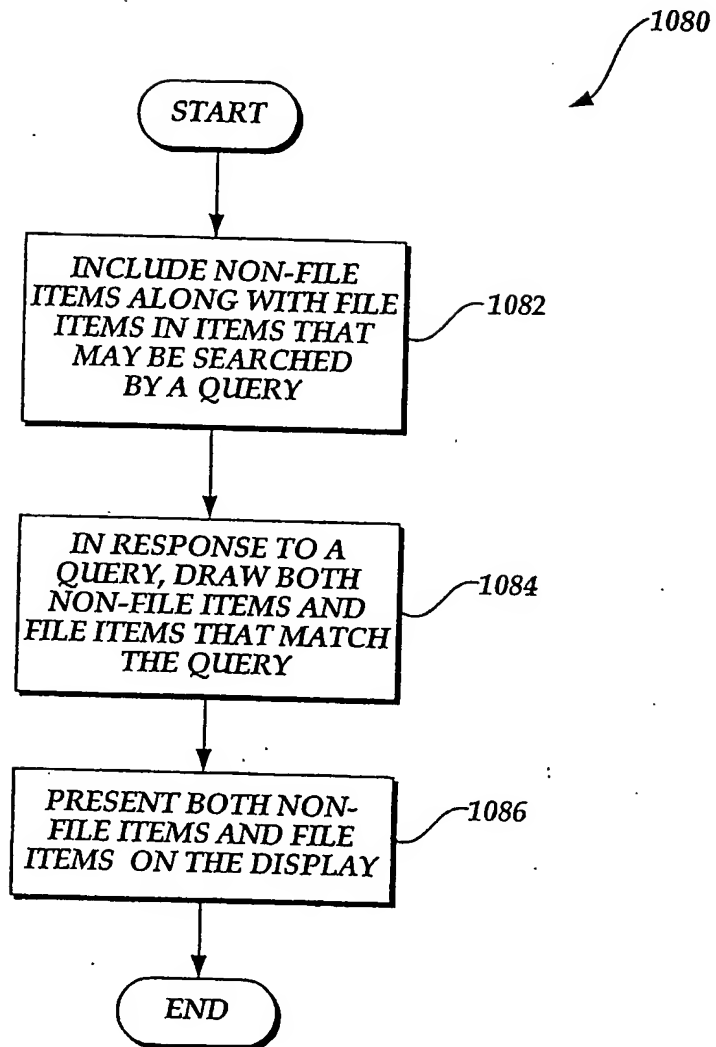 1080
START
INCLUDE NON-FILE
ITEMS ALONG WITH FILE
ITEMS IN ITEMS THAT
MAY BE SEARCHED
BY A QUERY
1082
IN RESPONSE TO A
QUERY, DRAW BOTH
NON-FILE ITEMS AND
FILE ITEMS THAT MATCH
THE QUERY
1084
PRESENT BOTH NON-
FILE ITEMS AND FILE
ITEMS ON THE DISPLAY
1086
END